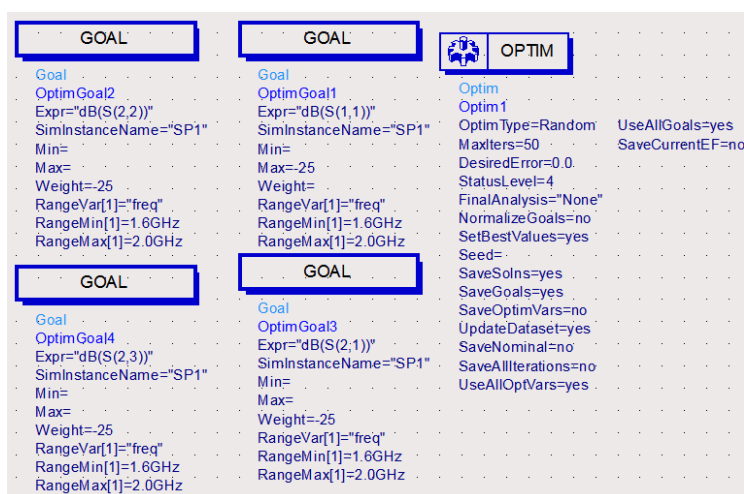 GOAL
Goal
OptimGoal2
Expr="dB(S(2,2))"
SimInstanceName="SP1"
Min=
Max=
Weight=-25
RangeVar[1]="freq"
RangeMin[1]=1.6GHz
RangeMax[1]=2.0GHz
GOAL
Goal
OptimGoal1
Expr="dB(S(1,1))"
SimInstanceName="SP1"
Min=
Max=-25
Weight=
RangeVar[1]="freq"
RangeMin[1]=1.6GHz
RangeMax[1]=2.0GHz
GOAL
Goal
OptimGoal4
Expr="dB(S(2,3))"
SimInstanceName="SP1"
Min=
Max=
Weight=-25
RangeVar[1]="freq"
RangeMin[1]=1.6GHz
RangeMax[1]=2.0GHz
GOAL
Goal
OptimGoal3
Expr="dB(S(2,1))"
SimInstanceName="SP1"
Min=
Max=
Weight=-25
RangeVar[1]="freq"
RangeMin[1]=1.6GHz
RangeMax[1]=2.0GHz
OPTIM
Optim
Optim1
OptimType=Random
MaxIters=50
DesiredError=0.0
StatusLevel=4
FinalAnalysis="None"
NormalizeGoals=no
SetBestValues=yes
Seed=
SaveSolns=yes
SaveGoals=yes
SaveOptimVars=no
UpdateDataset=yes
SaveNominal=no
SaveAllIterations=no
UseAllOptVars=yes
UseAllGoals=yes
SaveCurrentEF=no